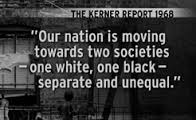 THE KERNER REPORT 1968
"Our nation is moving
towards two societies
—one white, one black—
separate and unequal."